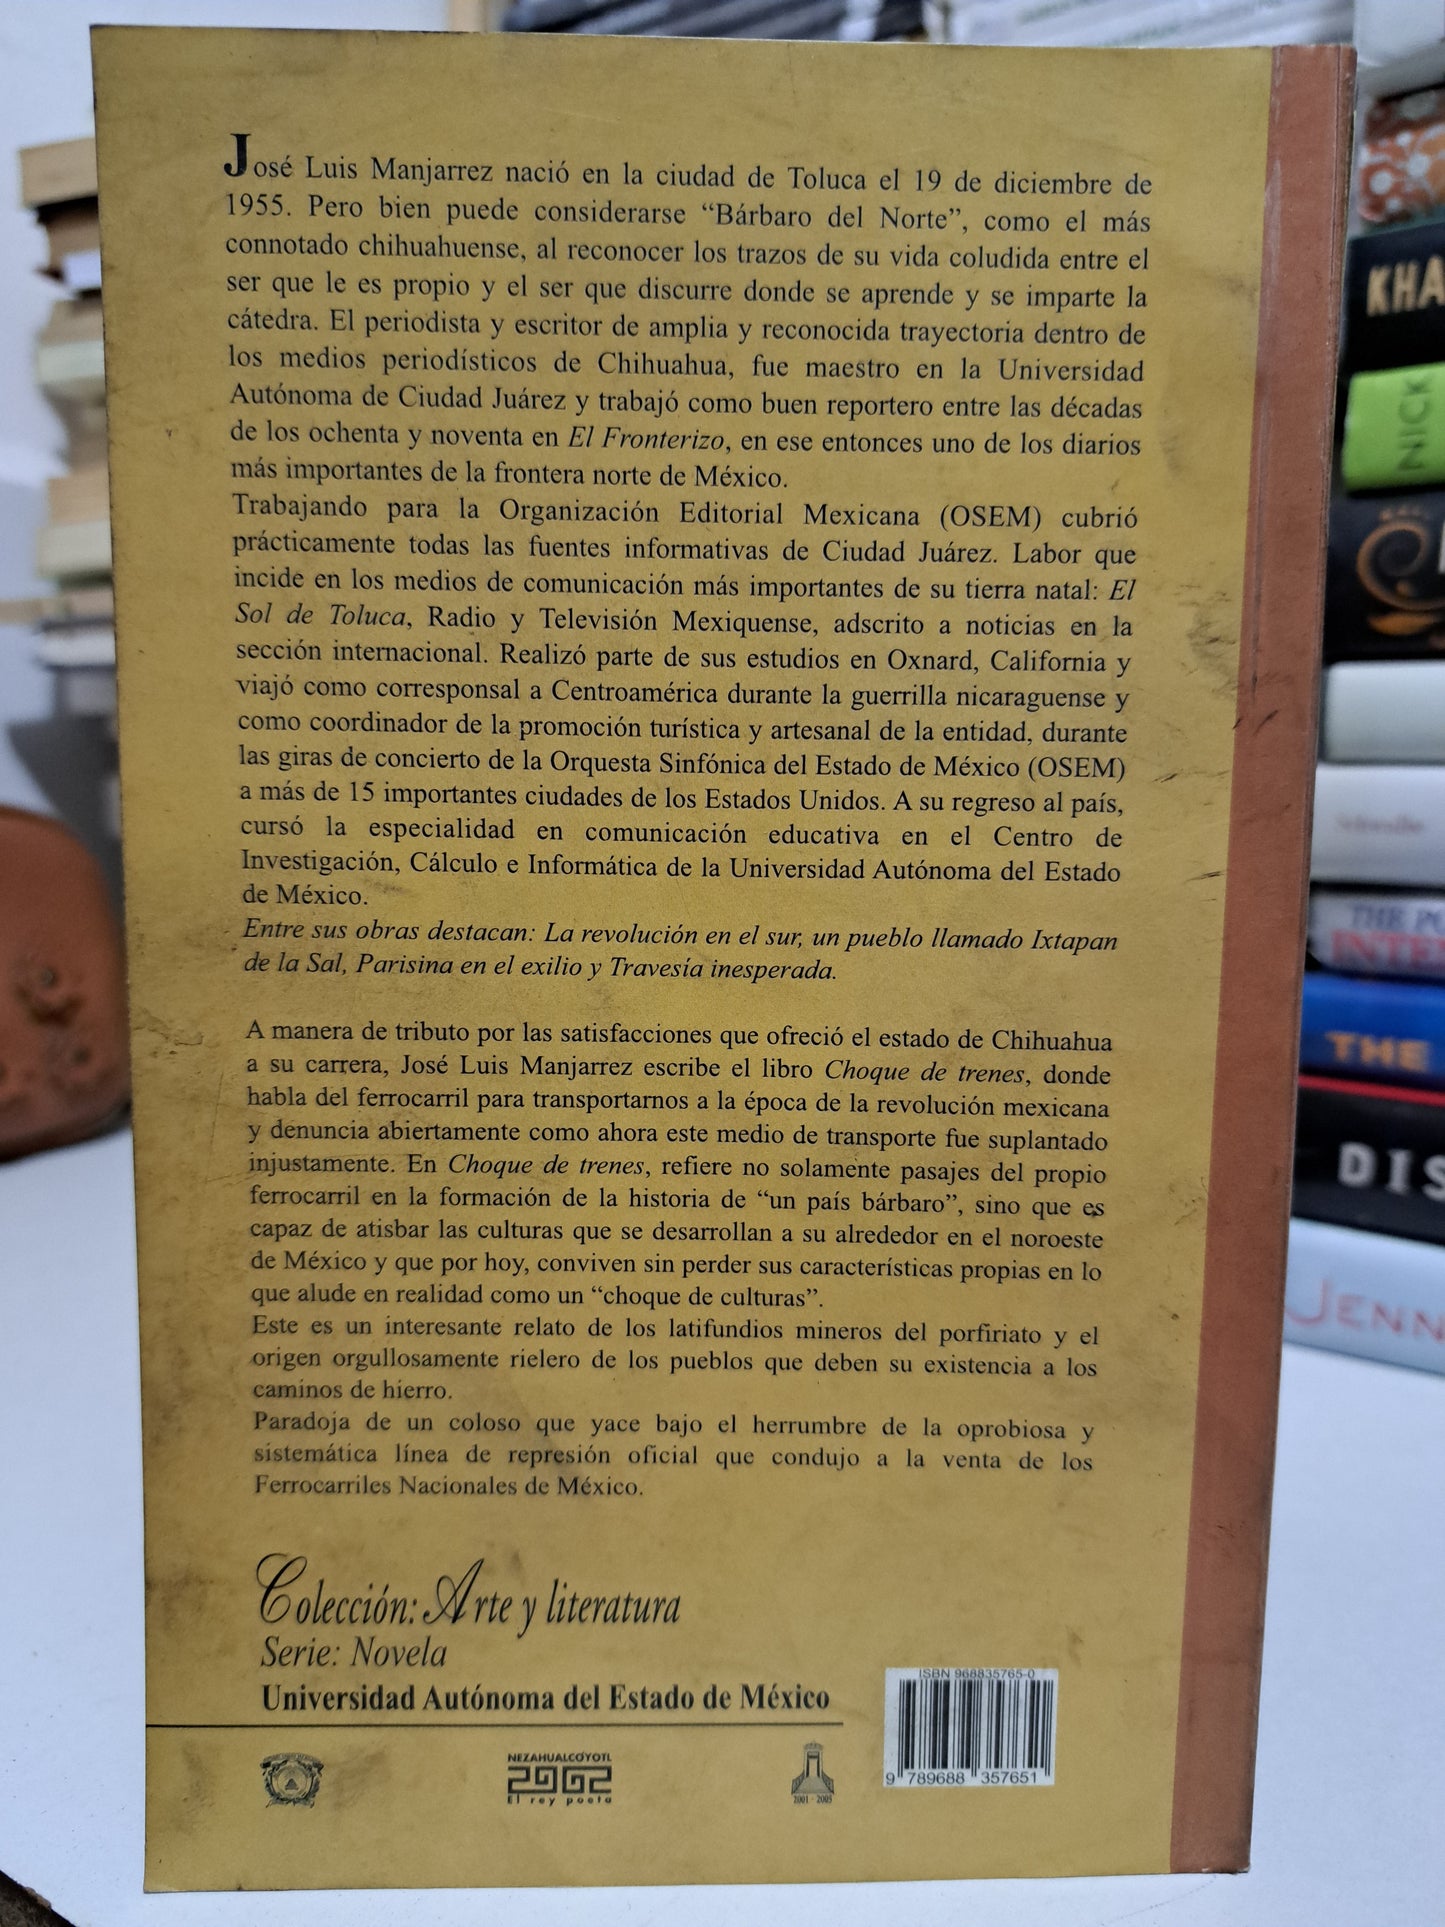 José Luis Manjarrez nació en la ciudad de Toluca el 19 de diciembre de
1955. Pero bien puede considerarse “Bárbaro del Norte”, como el más
connotado chihuahuense, al reconocer los trazos de su vida coludida entre el
ser que le es propio y el ser que discurre donde se aprende y se imparte la
cátedra. El periodista y escritor de amplia y reconocida trayectoria dentro de
los medios periodísticos de Chihuahua, fue maestro en la Universidad
Autónoma de Ciudad Juárez y trabajó como buen reportero entre las décadas
de los ochenta y noventa en El Fronterizo, en ese entonces uno de los diarios
más importantes de la frontera norte de México.
Trabajando para la Organización Editorial Mexicana (OSEM) cubrió
prácticamente todas las fuentes informativas de Ciudad Juárez. Labor que
incide en los medios de comunicación más importantes de su tierra natal: El
Sol de Toluca, Radio y Televisión Mexiquense, adscrito a noticias en la
sección internacional. Realizó parte de sus estudios en Oxnard, California y
viajó como corresponsal a Centroamérica durante la guerrilla nicaraguense y
como coordinador de la promoción turística y artesanal de la entidad, durante
las giras de concierto de la Orquesta Sinfónica del Estado de México (OSEM)
a más de 15 importantes ciudades de los Estados Unidos. A su regreso al país,
cursó la especialidad en comunicación educativa en el Centro de
Investigación, Cálculo e Informática de la Universidad Autónoma del Estado
de México.
Entre sus obras destacan: La revolución en el sur, un pueblo llamado Ixtapan
de la Sal, Parisina en el exilio y Travesía inesperada.
A manera de tributo por las satisfacciones que ofreció el estado de Chihuahua
a su carrera, José Luis Manjarrez escribe el libro Choque de trenes, donde
habla del ferrocarril para transportarnos a la época de la revolución mexicana
y denuncia abiertamente como ahora este medio de transporte fue suplantado
injustamente. En Choque de trenes, refiere no solamente pasajes del propio
ferrocarril en la formación de la historia de “un país bárbaro”, sino que es
capaz de atisbar las culturas que se desarrollan a su alrededor en el noroeste
de México y que por hoy, conviven sin perder sus características propias en lo
que alude en realidad como un “choque de culturas”.
Este es un interesante relato de los latifundios mineros del porfiriato y el
origen orgullosamente rielero de los pueblos que deben su existencia a los
caminos de hierro.
Paradoja de un coloso que yace bajo el herrumbre de la oprobiosa y
sistemática línea de represión oficial que condujo a la venta de los
Ferrocarriles Nacionales de México.
Colección: Arte y literatura
Serie: Novela
Universidad Autónoma del Estado de México
ISBN 968835765-0
9 789688 357651
NEZAHUALCÓYOTL
2002
El rey poeta
2001 - 2005
KHA
NICK
THE
INTER
THE
DIS
JENN